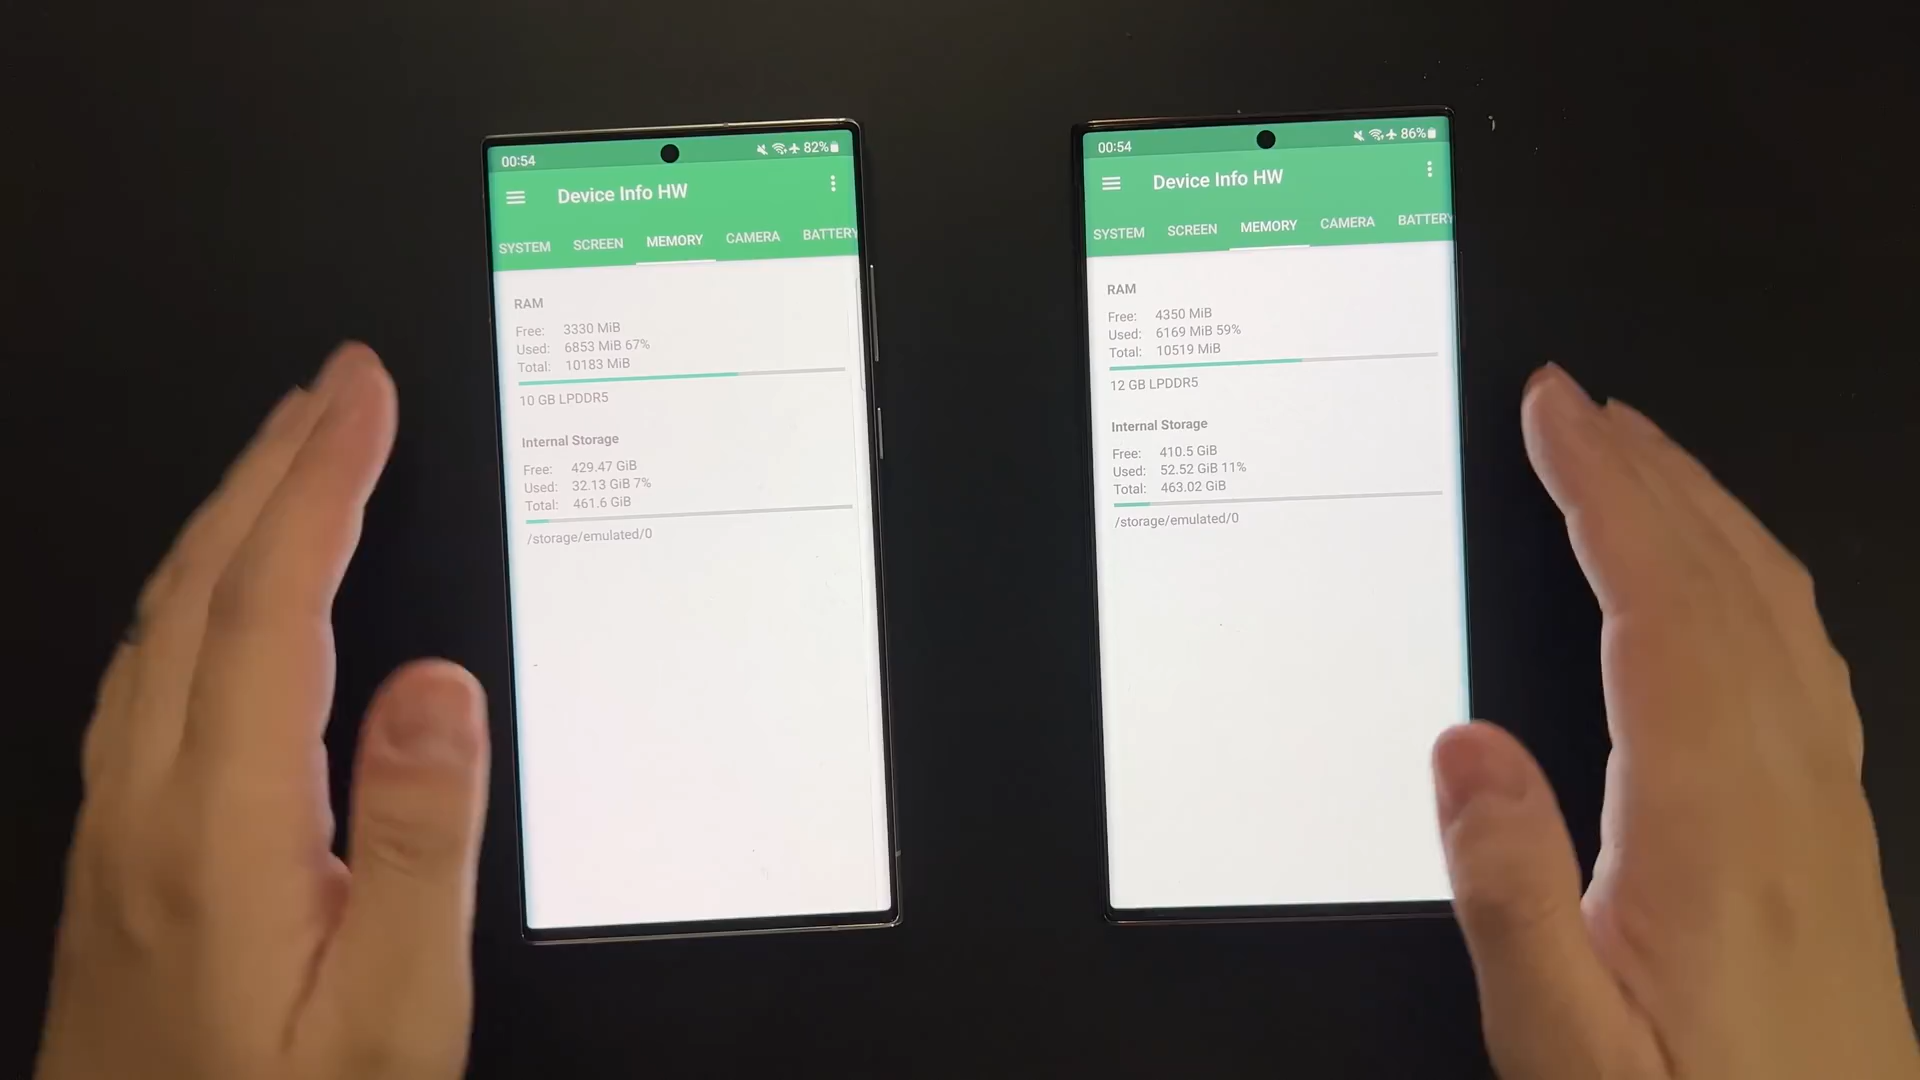 00:54
82%
Device Info HW
SYSTEM SCREEN MEMORY CAMERA BATTERY
RAM
Free: 3330 MiB
Used: 6853 MiB 67%
Total: 10183 MiB
10 GB LPDDR5
Internal Storage
Free: 429.47 GiB
Used: 32.13 GiB 7%
Total: 461.6 GiB
/storage/emulated/0
00:54
86%
Device Info HW
SYSTEM SCREEN MEMORY CAMERA BATTERY
RAM
Free: 4350 MiB
Used: 6169 MiB 59%
Total: 10519 MiB
12 GB LPDDR5
Internal Storage
Free: 410.5 GiB
Used: 52.52 GiB 11%
Total: 463.02 GiB
/storage/emulated/0